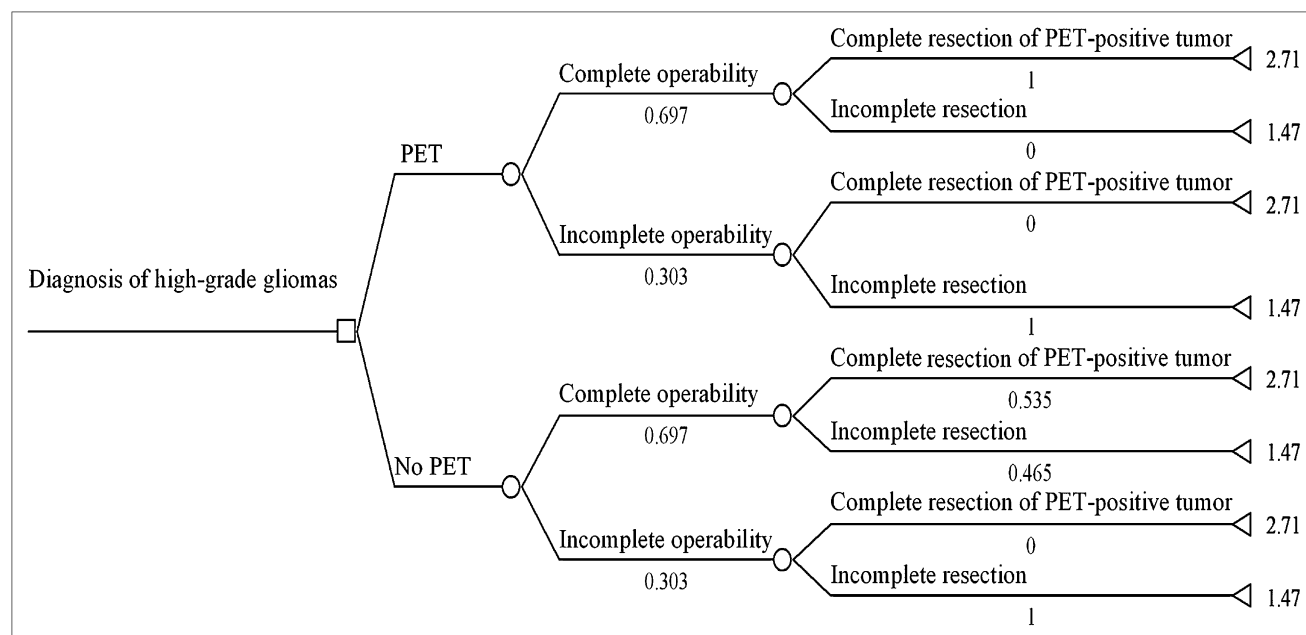 Complete resection of PET-positive tumor
2.71
Complete operability
1
0.697
Incomplete resection
1.47
0
PET
Complete resection of PET-positive tumor
2.71
Incomplete operability
0
0.303
Incomplete resection
1.47
1
Diagnosis of high-grade gliomas
Complete resection of PET-positive tumor
2.71
Complete operability
0.535
0.697
Incomplete resection
1.47
0.465
No PET
Complete resection of PET-positive tumor
2.71
Incomplete operability
0
0.303
Incomplete resection
1.47
1